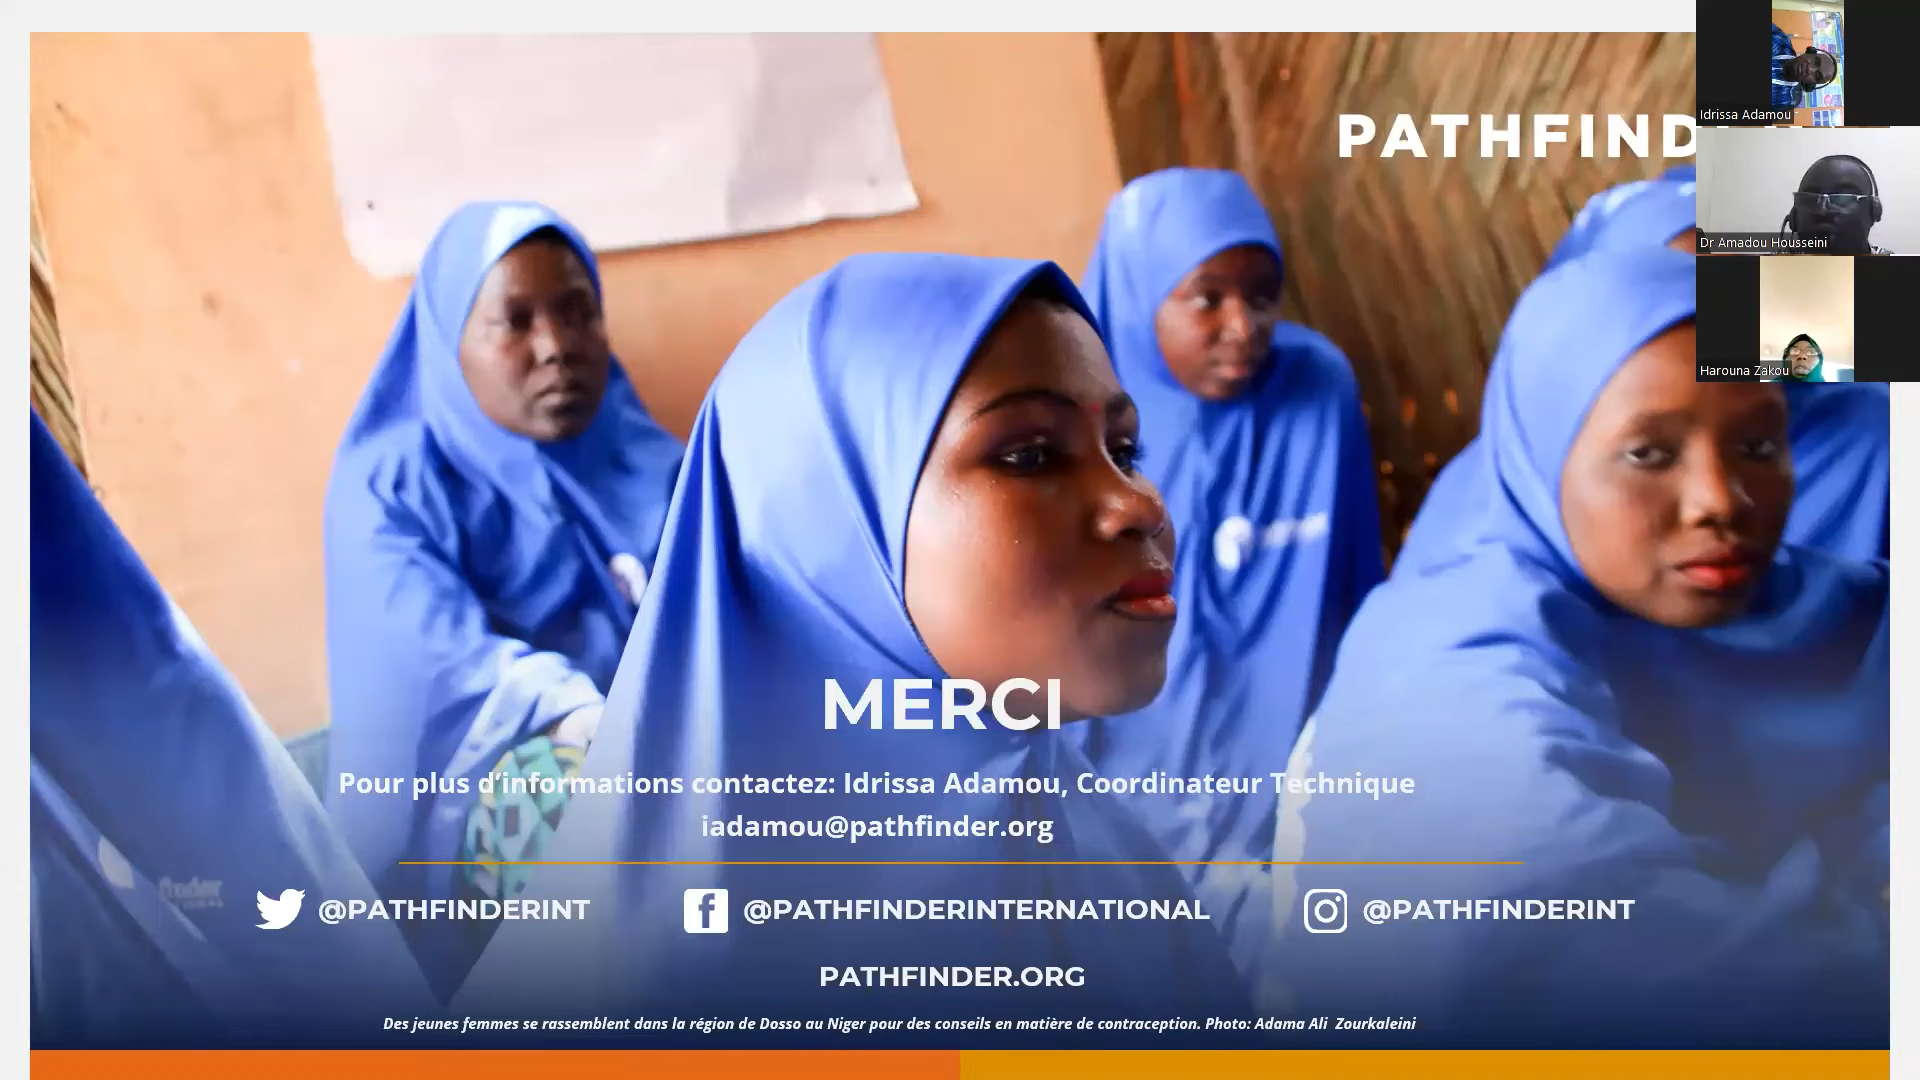 PATHFIND
Idrissa Adamou
Dr Amadou Housseini
Harouna Zakou
MERCI
Pour plus d’informations contactez: Idrissa Adamou, Coordinateur Technique
iadamou@pathfinder.org
@PATHFINDERINT
@PATHFINDERINTERNATIONAL
@PATHFINDERINT
PATHFINDER.ORG
Des jeunes femmes se rassemblent dans la région de Dosso au Niger pour des conseils en matière de contraception. Photo: Adama Ali Zourkaleini